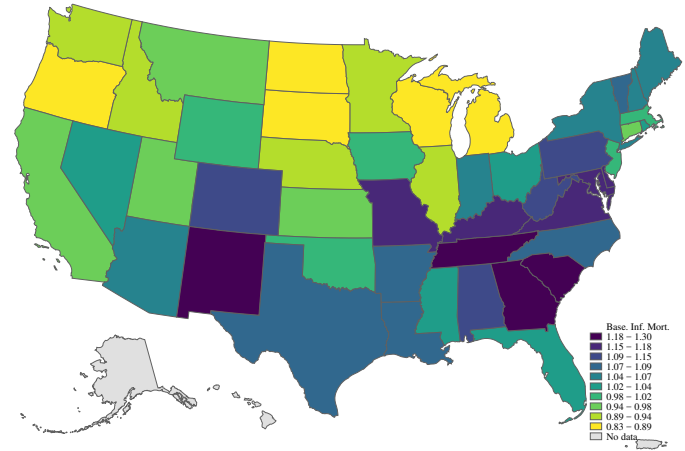 Base. Inf. Mort.
1.18 − 1.30
1.15 − 1.18
1.09 − 1.15
1.07 − 1.09
1.04 − 1.07
1.02 − 1.04
0.98 − 1.02
0.94 − 0.98
0.89 − 0.94
0.83 − 0.89
No data